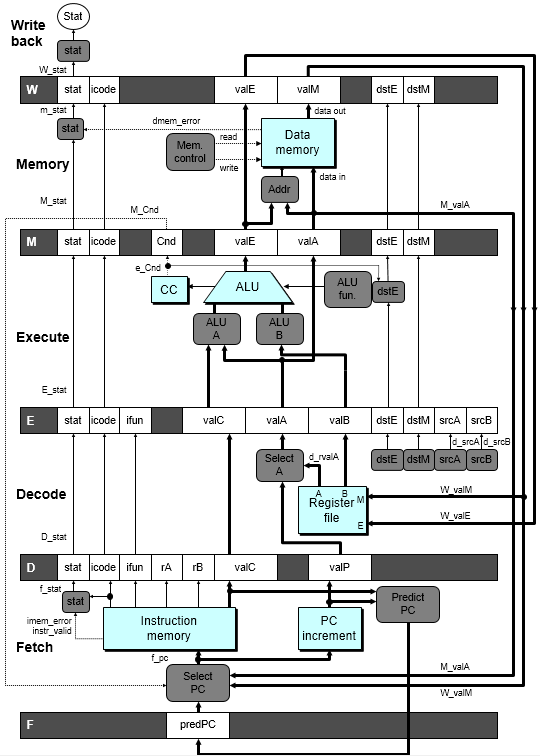 Stat
Write
back
stat
W_stat
W stat icode valE valM dstE dstM
m_stat
data out
dmem_error
stat
Data
memory
read
Mem.
control
write
Memory
data in
Addr
M_stat
M_valA
M_Cnd
M stat icode Cnd valE valA dstE dstM
e_Cnd
CC
ALU
ALU
fun.
dstE
ALU
A
ALU
B
Execute
E_stat
E stat icode ifun valC valA valB dstE dstM srcA srcB
d_srcA d_srcB
Select
A
d_rvalA
dstE dstM srcA srcB
Decode
A B M
Register
file
E
W_valM
W_valE
D_stat
D stat icode ifun rA rB valC valP
f_stat
stat
Predict
PC
imem_error
instr_valid
Instruction
memory
PC
increment
Fetch
f_pc
Select
PC
M_valA
W_valM
F predPC